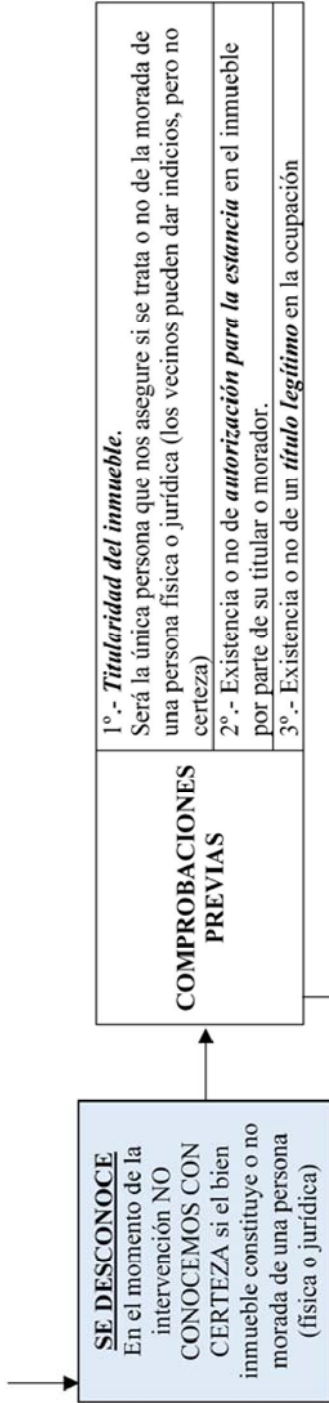 SE DESCONOCE
En el momento de la
intervención NO
CONOCEMOS CON
CERTEZA si el bien
inmueble constituye o no
morada de una persona
(física o jurídica)
COMPROBACIONES
PREVIAS
1º.- Titularidad del inmueble.
Será la única persona que nos asegure si se trata o no de la morada de
una persona física o jurídica (los vecinos pueden dar indicios, pero no
certeza)
2º.- Existencia o no de autorización para la estancia en el inmueble
por parte de su titular o morador.
3º.- Existencia o no de un título legítimo en la ocupación